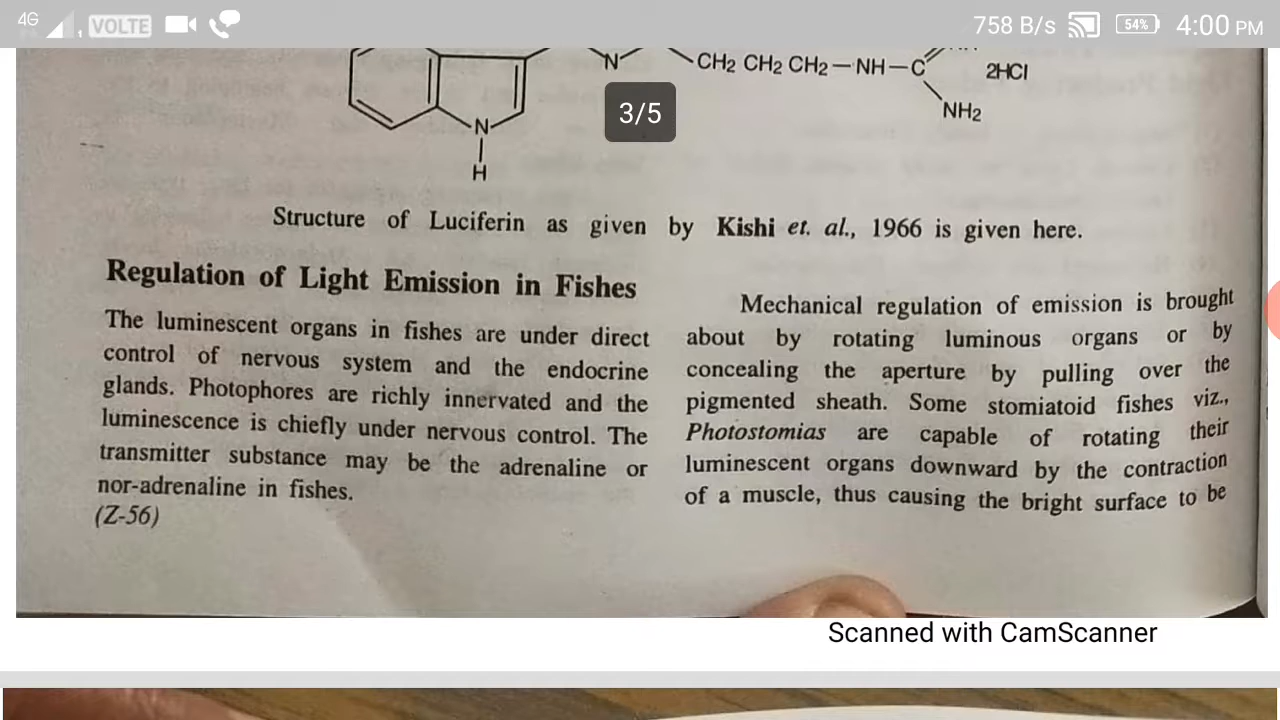 4G VOLTE 758 B/s 54% 4:00 PM
N CH2 CH2 CH2—NH—C 2HCl
3/5
NH2
N
H
Structure of Luciferin as given by Kishi et. al., 1966 is given here.
Regulation of Light Emission in Fishes
The luminescent organs in fishes are under direct
control of nervous system and the endocrine
glands. Photophores are richly innervated and the
luminescence is chiefly under nervous control. The
transmitter substance may be the adrenaline or
nor-adrenaline in fishes.
(Z-56)
Mechanical regulation of emission is brought
about by rotating luminous organs or by
concealing the aperture by pulling over the
pigmented sheath. Some stomiatoid fishes viz.,
Photostomias are capable of rotating their
luminescent organs downward by the contraction
of a muscle, thus causing the bright surface to be
Scanned with CamScanner